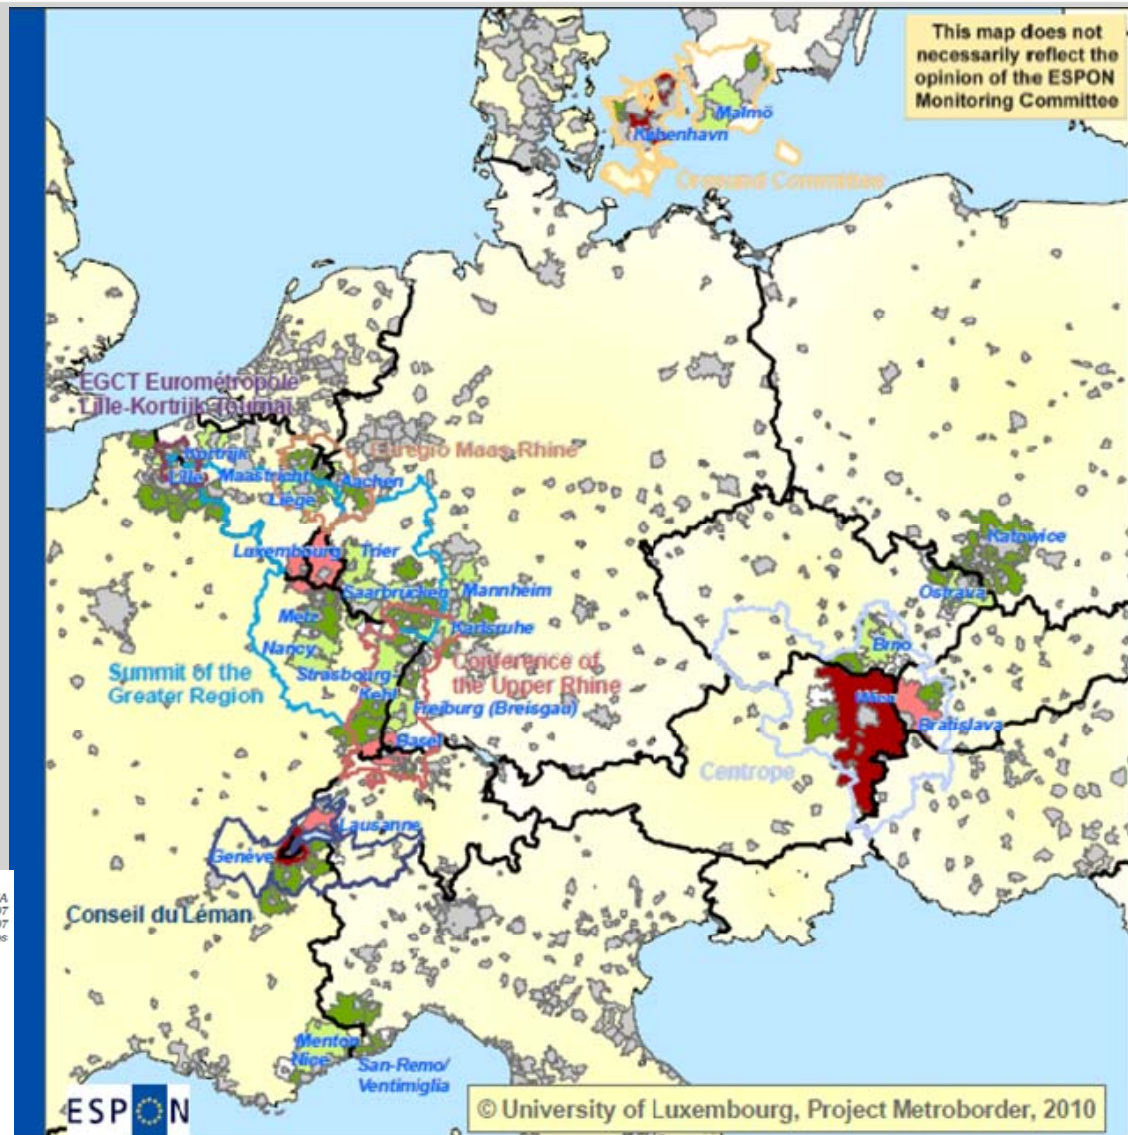 This map does not
necessarily reflect the
opinion of the ESPON
Monitoring Committee
Malmö
København
Öresund Committee
EGCT Eurométropole
Lille-Kortrijk-Tournai
Euregio Maas-Rhine
Kortrijk
Lille
Maastricht
Aachen
Liège
Luxembourg
Trier
Katowice
Saarbrücken
Mannheim
Ostrava
Metz
Karlsruhe
Brno
Nancy
Conference of
the Upper Rhine
Summit of the
Greater Region
Strasbourg
Kehl
Freiburg (Breisgau)
Wien
Bratislava
Basel
Centrope
Lausanne
Genève
Conseil du Léman
Menton
Nice
San-Remo/
Ventimiglia
ESPON
© University of Luxembourg, Project Metroborder, 2010